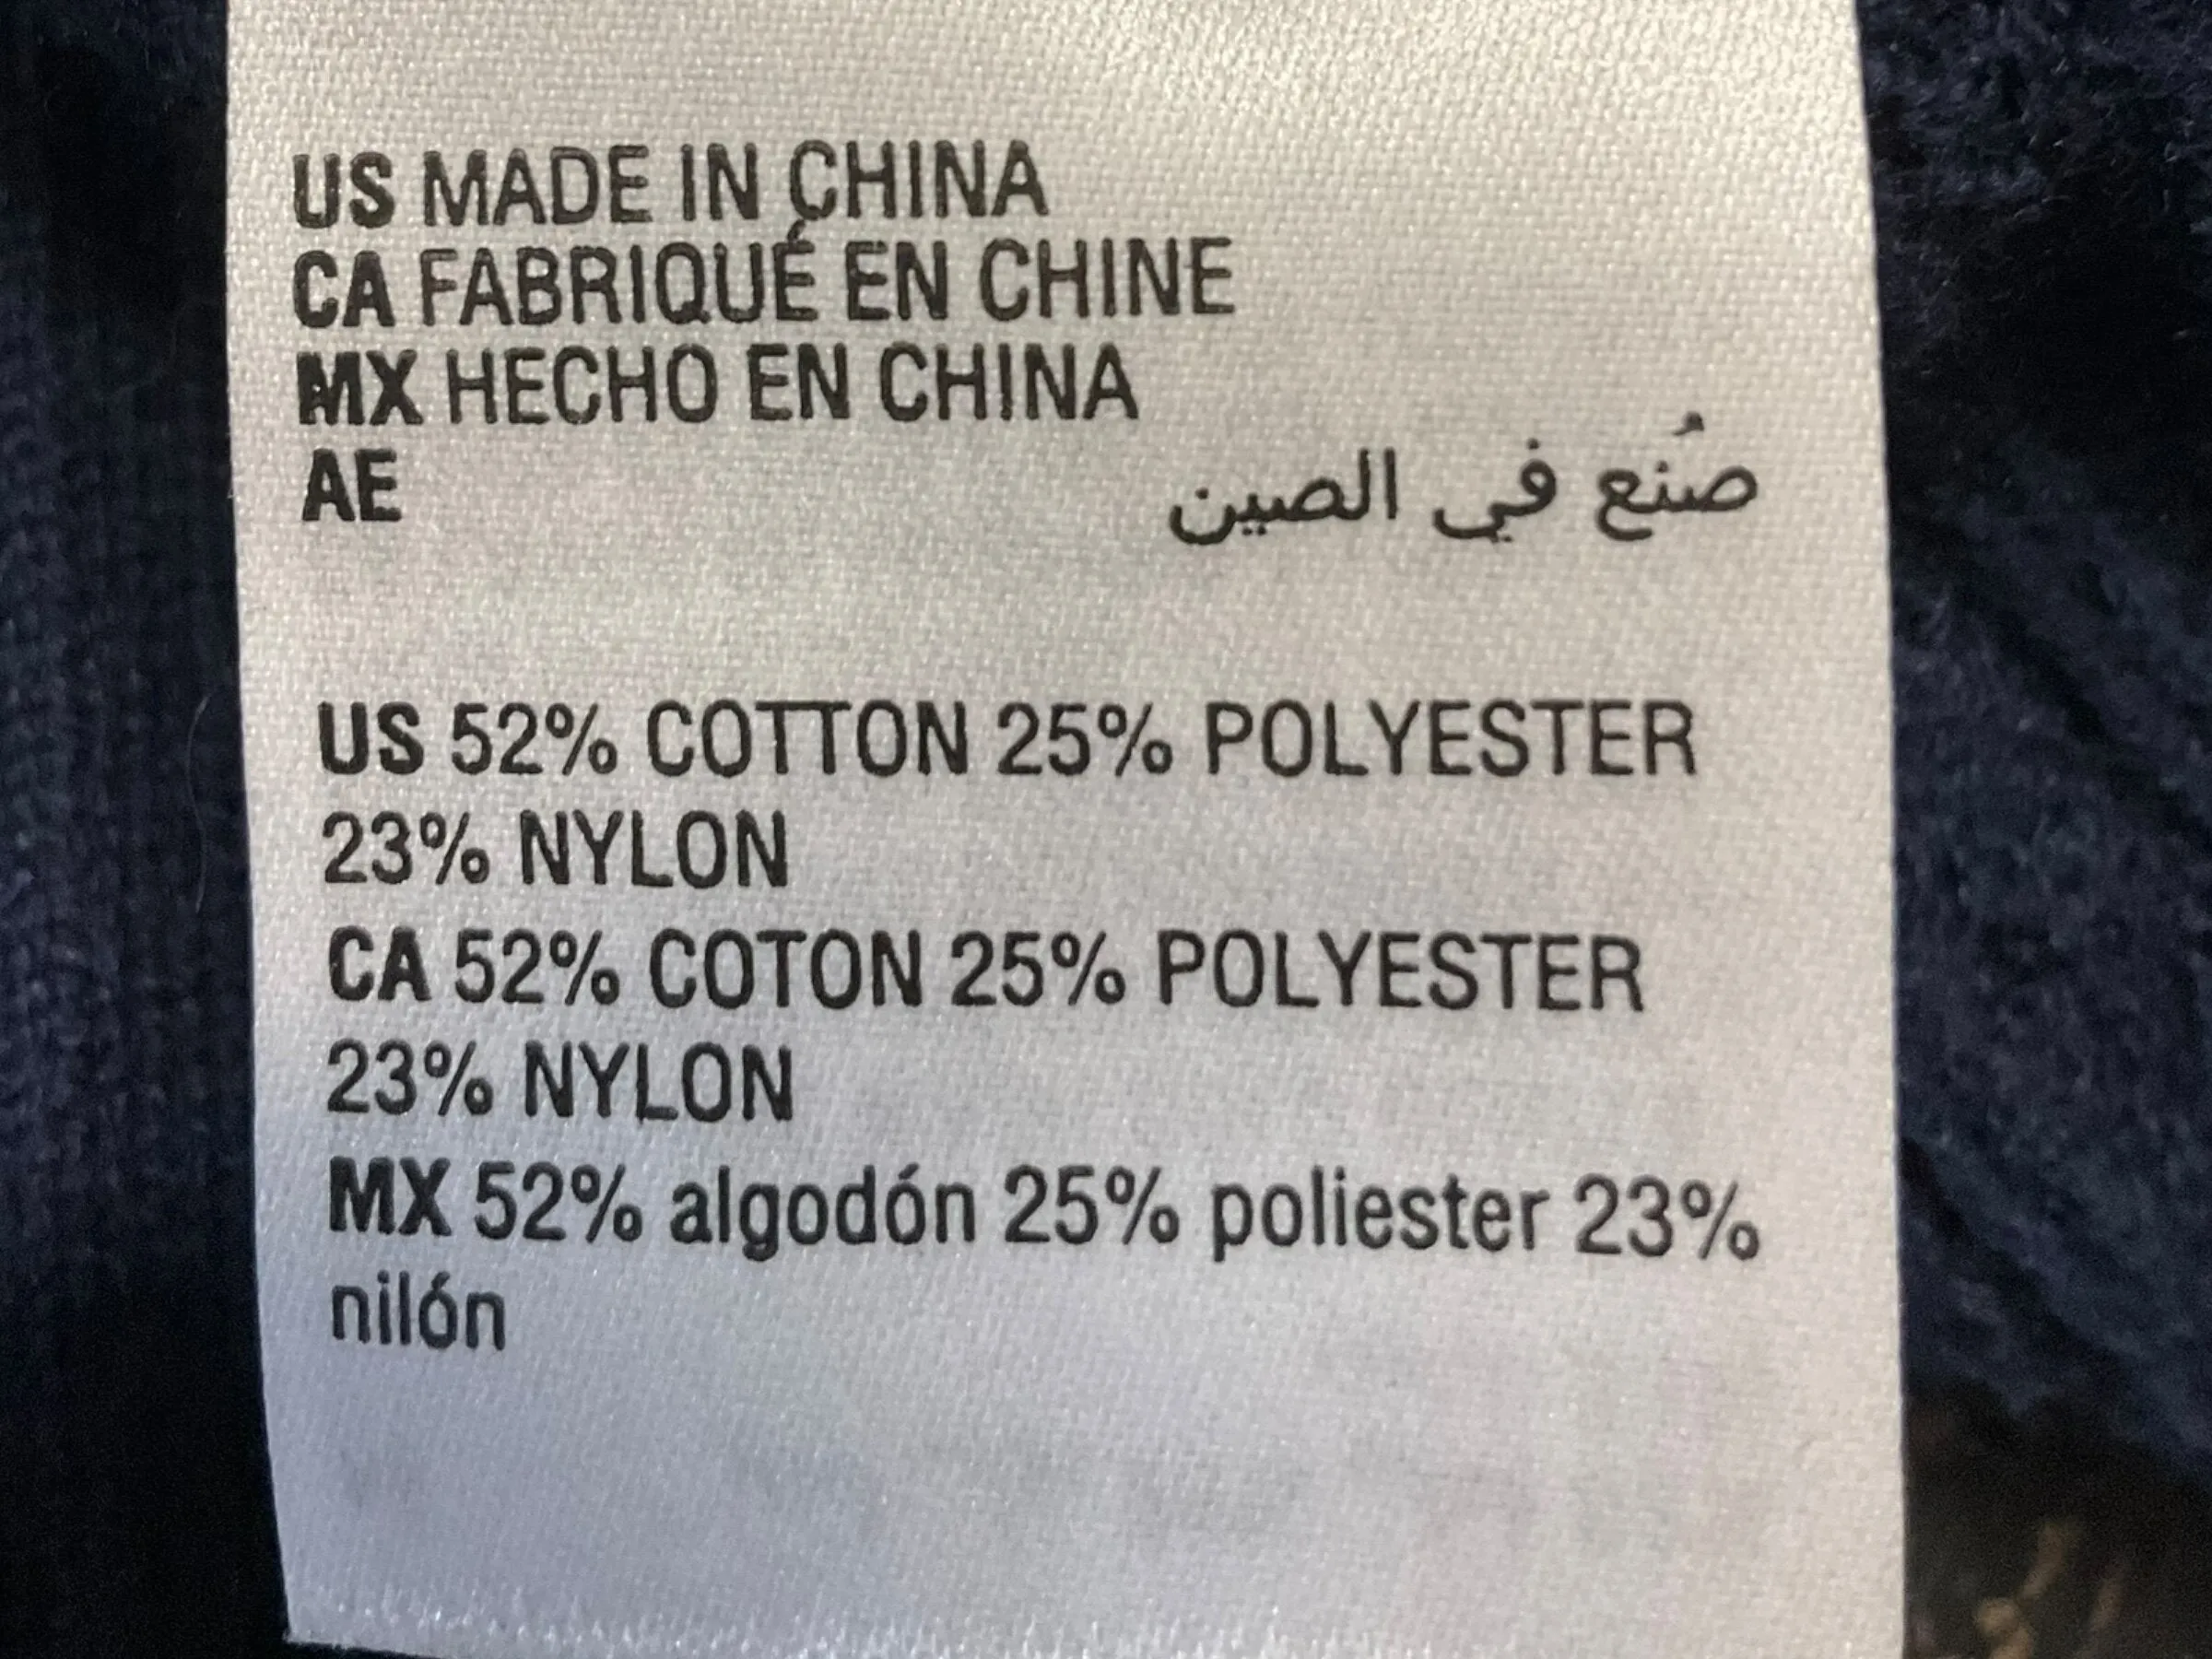 US MADE IN CHINA
CA FABRIQUÉ EN CHINE
MX HECHO EN CHINA
AE صُنع في الصين
US 52% COTTON 25% POLYESTER
23% NYLON
CA 52% COTON 25% POLYESTER
23% NYLON
MX 52% algodón 25% poliester 23%
nilón